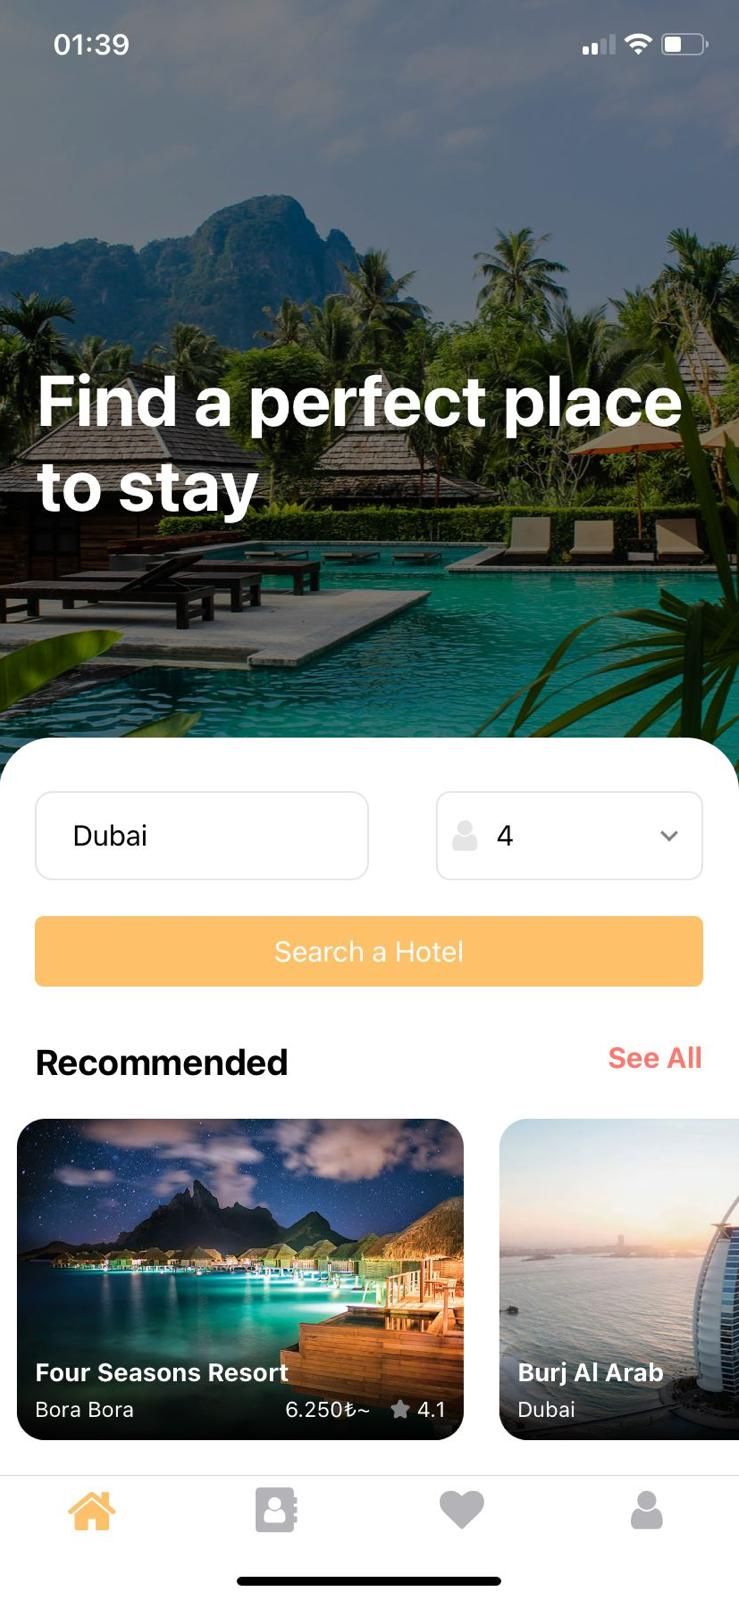 01:39
Find a perfect place
to stay
Dubai
4
Search a Hotel
Recommended
See All
Four Seasons Resort
Bora Bora
6.250₺~
4.1
Burj Al Arab
Dubai